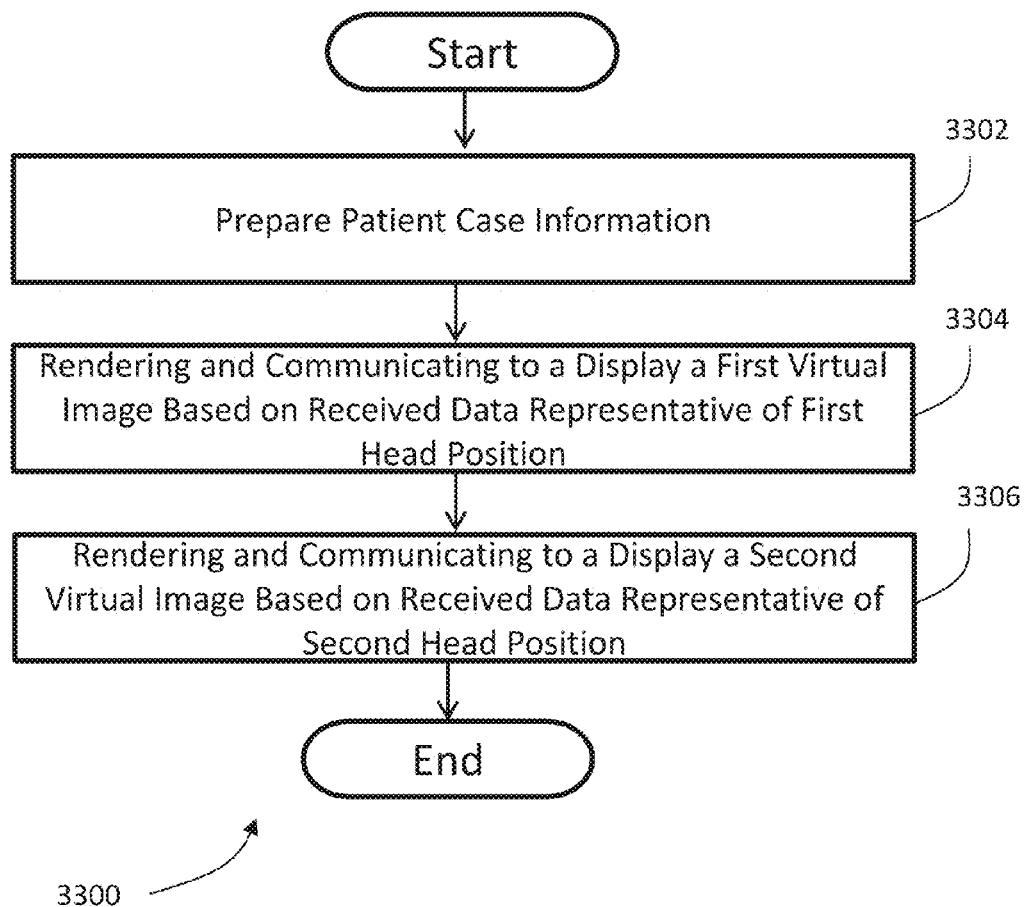 Start
3302
Prepare Patient Case Information
3304
Rendering and Communicating to a Display a First Virtual
Image Based on Received Data Representative of First
Head Position
3306
Rendering and Communicating to a Display a Second
Virtual Image Based on Received Data Representative of
Second Head Position
End
3300